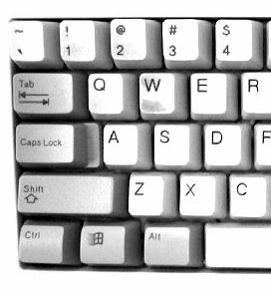 ~ ! @ # $
` 1 2 3 4
Tab Q W E R
Caps Lock A S D F
Shift Z X C
Ctrl Alt